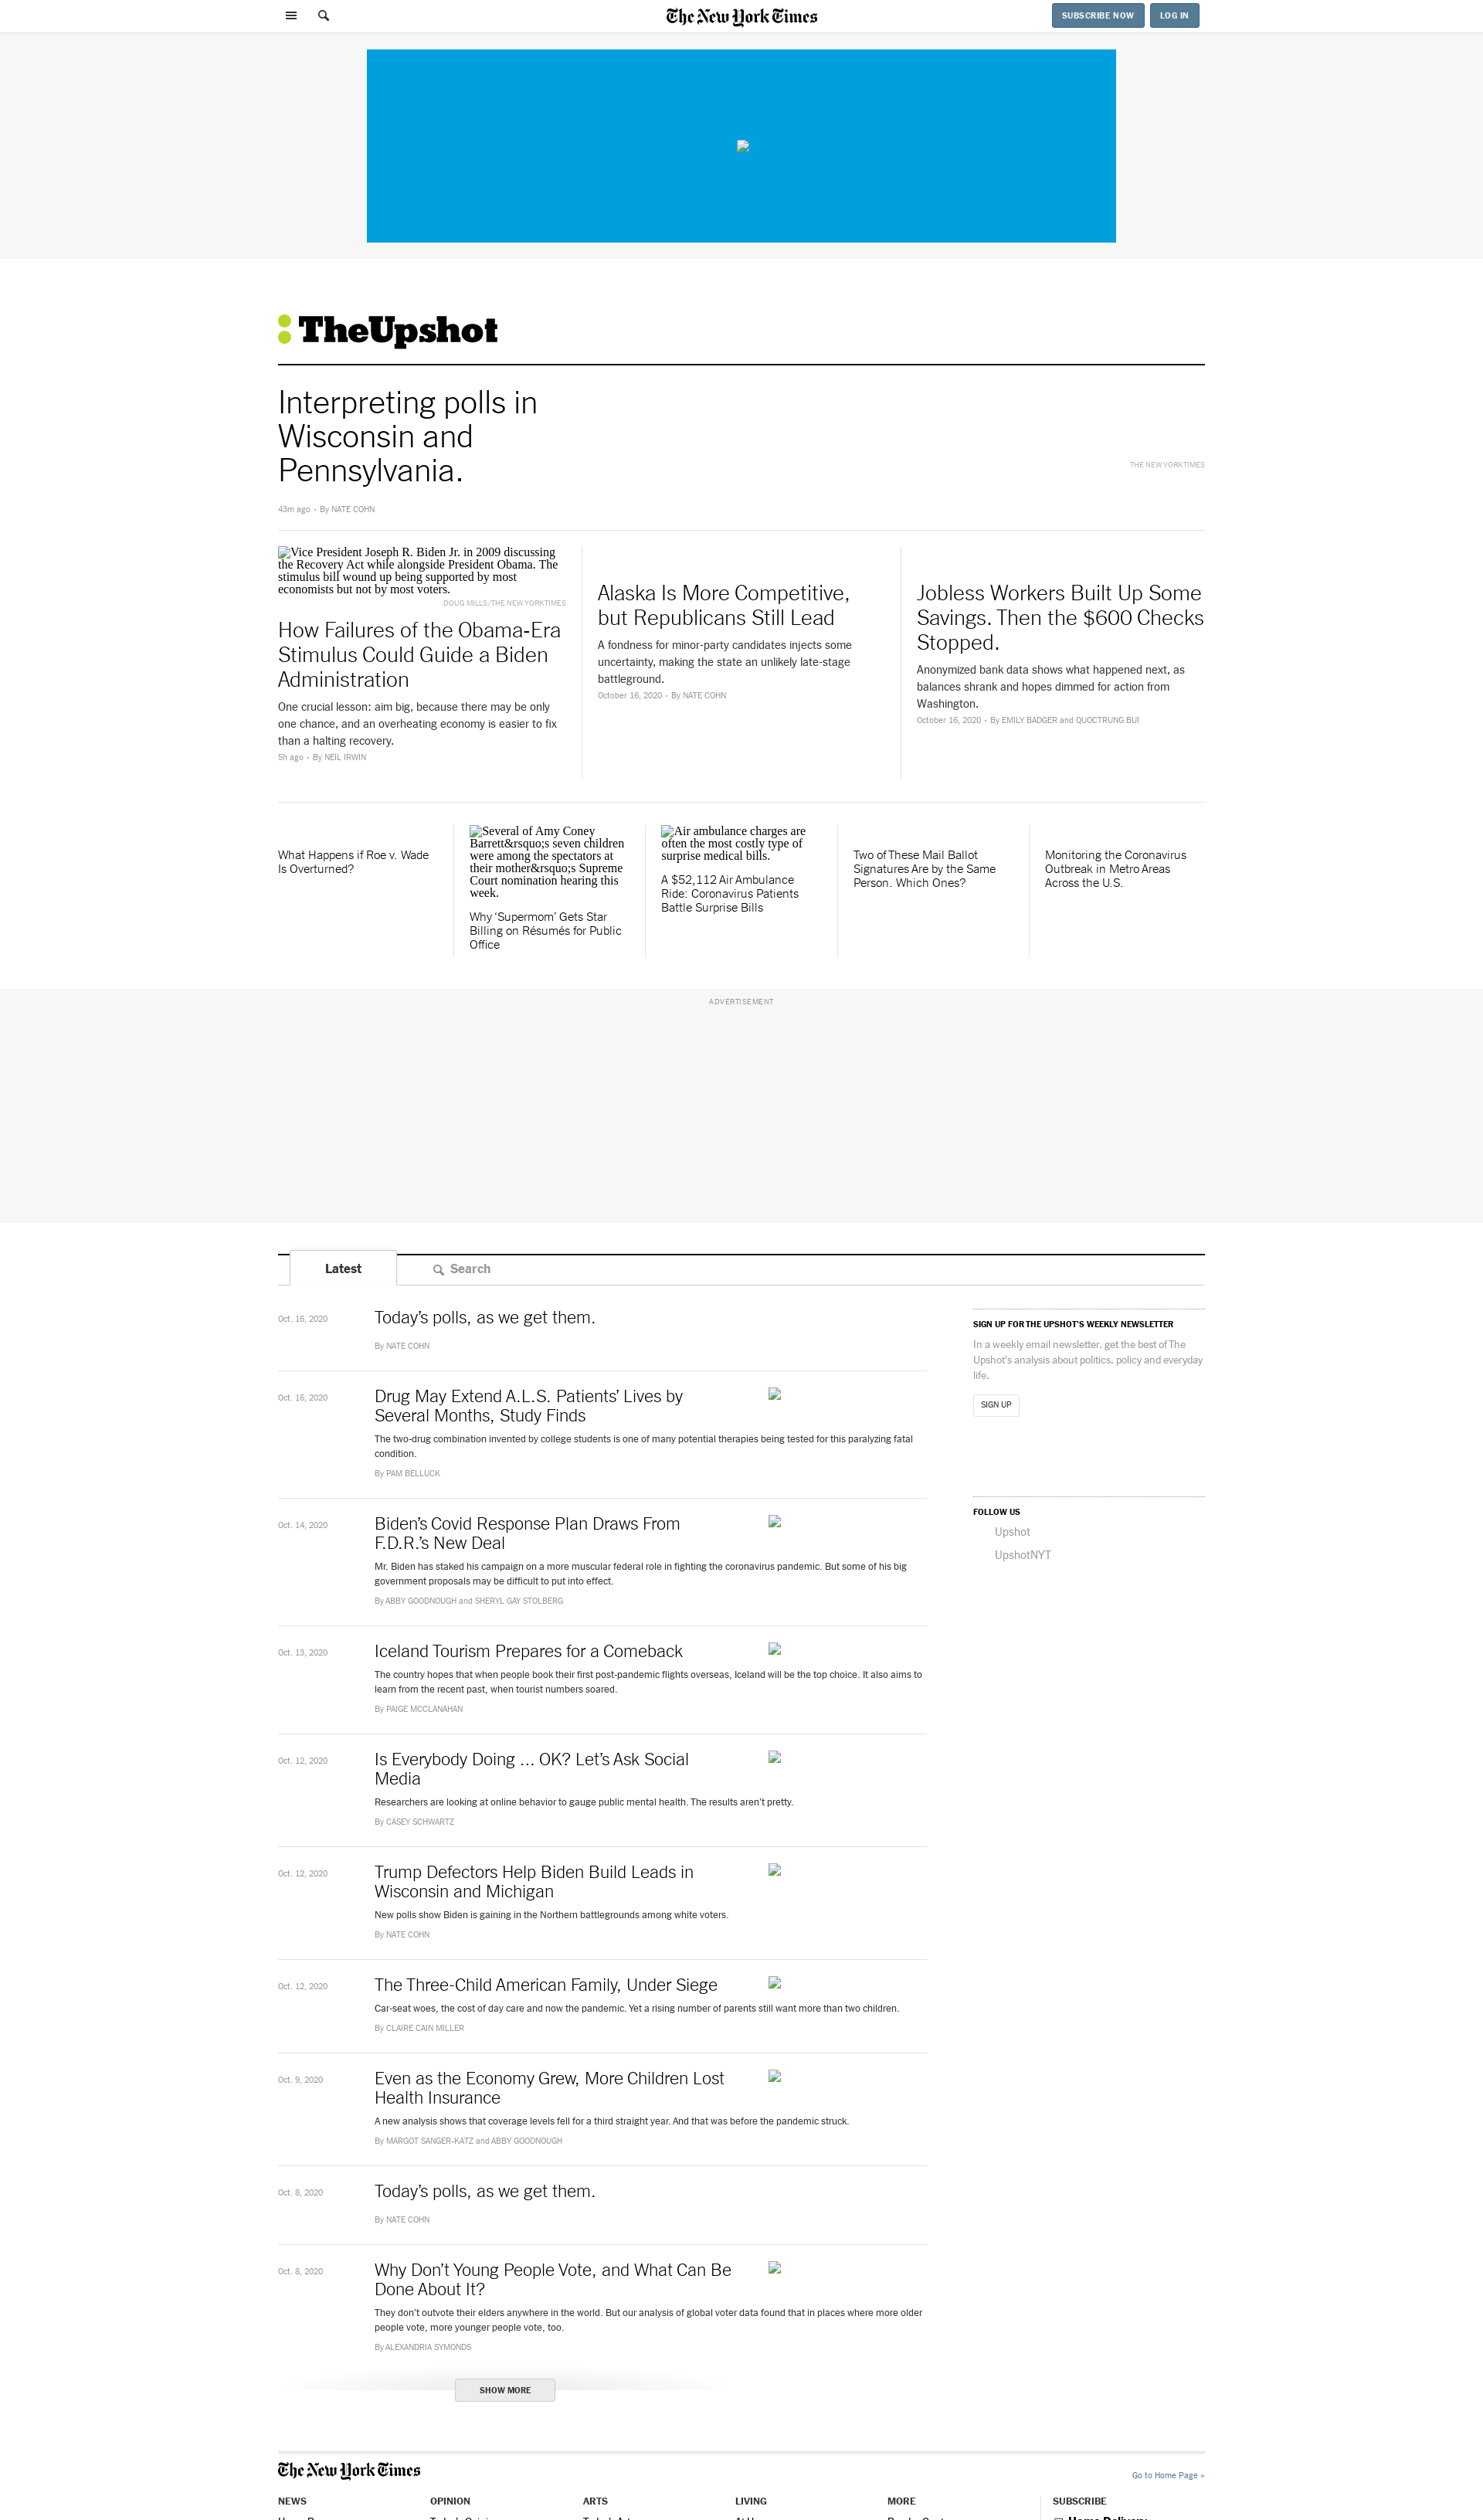 The New York Times
SUBSCRIBE NOW
LOG IN
TheUpshot
Interpreting polls in
Wisconsin and
Pennsylvania.
THE NEW YORK TIMES
43m ago • By NATE COHN
Vice President Joseph R. Biden Jr. in 2009 discussing
the Recovery Act while alongside President Obama. The
stimulus bill wound up being supported by most
economists but not by most voters.
DOUG MILLS/THE NEW YORK TIMES
How Failures of the Obama-Era
Stimulus Could Guide a Biden
Administration
One crucial lesson: aim big, because there may be only
one chance, and an overheating economy is easier to fix
than a halting recovery.
5h ago • By NEIL IRWIN
Alaska Is More Competitive,
but Republicans Still Lead
A fondness for minor-party candidates injects some
uncertainty, making the state an unlikely late-stage
battleground.
October 16, 2020 • By NATE COHN
Jobless Workers Built Up Some
Savings. Then the $600 Checks
Stopped.
Anonymized bank data shows what happened next, as
balances shrank and hopes dimmed for action from
Washington.
October 16, 2020 • By EMILY BADGER and QUOCTRUNG BUI
What Happens if Roe v. Wade
Is Overturned?
Several of Amy Coney
Barrett&rsquo;s seven children
were among the spectators at
their mother&rsquo;s Supreme
Court nomination hearing this
week.
Why ‘Supermom’ Gets Star
Billing on Résumés for Public
Office
Air ambulance charges are
often the most costly type of
surprise medical bills.
A $52,112 Air Ambulance
Ride: Coronavirus Patients
Battle Surprise Bills
Two of These Mail Ballot
Signatures Are by the Same
Person. Which Ones?
Monitoring the Coronavirus
Outbreak in Metro Areas
Across the U.S.
ADVERTISEMENT
Latest
Search
Oct. 16, 2020
Today’s polls, as we get them.
By NATE COHN
Oct. 16, 2020
Drug May Extend A.L.S. Patients’ Lives by
Several Months, Study Finds
The two-drug combination invented by college students is one of many potential therapies being tested for this paralyzing fatal
condition.
By PAM BELLUCK
Oct. 14, 2020
Biden’s Covid Response Plan Draws From
F.D.R.’s New Deal
Mr. Biden has staked his campaign on a more muscular federal role in fighting the coronavirus pandemic. But some of his big
government proposals may be difficult to put into effect.
By ABBY GOODNOUGH and SHERYL GAY STOLBERG
Oct. 13, 2020
Iceland Tourism Prepares for a Comeback
The country hopes that when people book their first post-pandemic flights overseas, Iceland will be the top choice. It also aims to
learn from the recent past, when tourist numbers soared.
By PAIGE MCCLANAHAN
Oct. 12, 2020
Is Everybody Doing ... OK? Let’s Ask Social
Media
Researchers are looking at online behavior to gauge public mental health. The results aren’t pretty.
By CASEY SCHWARTZ
Oct. 12, 2020
Trump Defectors Help Biden Build Leads in
Wisconsin and Michigan
New polls show Biden is gaining in the Northern battlegrounds among white voters.
By NATE COHN
Oct. 12, 2020
The Three-Child American Family, Under Siege
Car-seat woes, the cost of day care and now the pandemic. Yet a rising number of parents still want more than two children.
By CLAIRE CAIN MILLER
Oct. 9, 2020
Even as the Economy Grew, More Children Lost
Health Insurance
A new analysis shows that coverage levels fell for a third straight year. And that was before the pandemic struck.
By MARGOT SANGER-KATZ and ABBY GOODNOUGH
Oct. 8, 2020
Today’s polls, as we get them.
By NATE COHN
Oct. 8, 2020
Why Don’t Young People Vote, and What Can Be
Done About It?
They don’t outvote their elders anywhere in the world. But our analysis of global voter data found that in places where more older
people vote, more younger people vote, too.
By ALEXANDRIA SYMONDS
SHOW MORE
SIGN UP FOR THE UPSHOT’S WEEKLY NEWSLETTER
In a weekly email newsletter, get the best of The
Upshot’s analysis about politics, policy and everyday
life.
SIGN UP
FOLLOW US
Upshot
UpshotNYT
The New York Times
Go to Home Page »
NEWS
OPINION
ARTS
LIVING
MORE
SUBSCRIBE